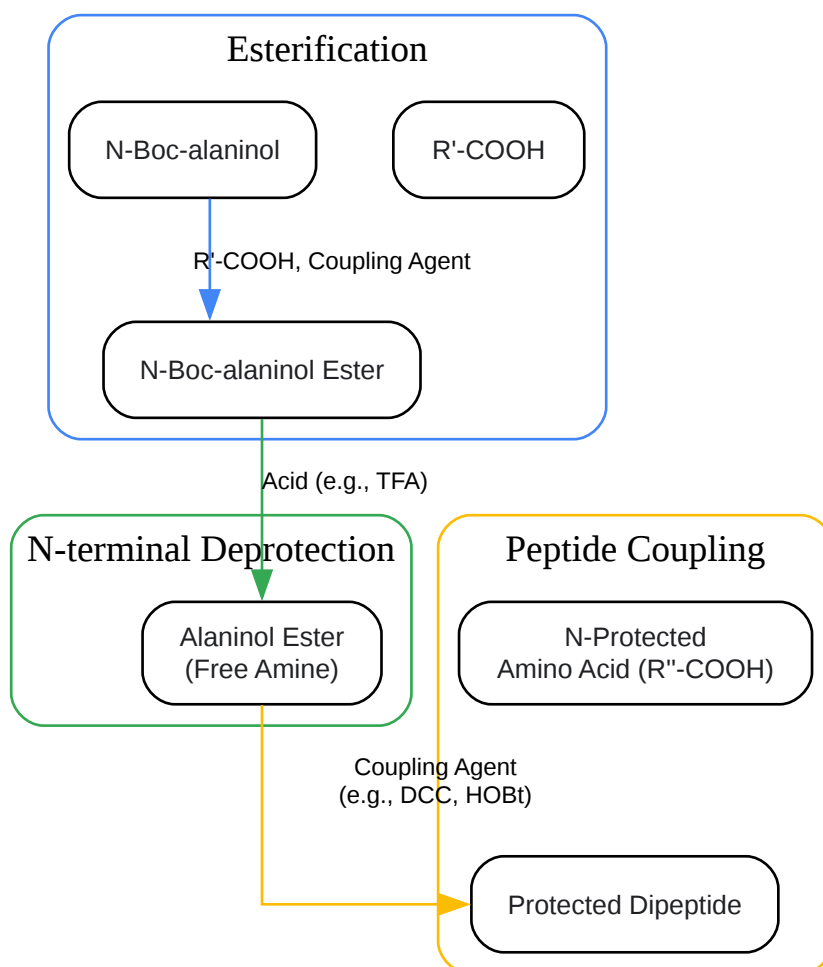 Esterification
N-Boc-alaninol
R'-COOH
R'-COOH, Coupling Agent
N-Boc-alaninol Ester
Acid (e.g., TFA)
N-terminal Deprotection
Peptide Coupling
Alaninol Ester
(Free Amine)
N-Protected
Amino Acid (R''-COOH)
Coupling Agent
(e.g., DCC, HOBt)
Protected Dipeptide